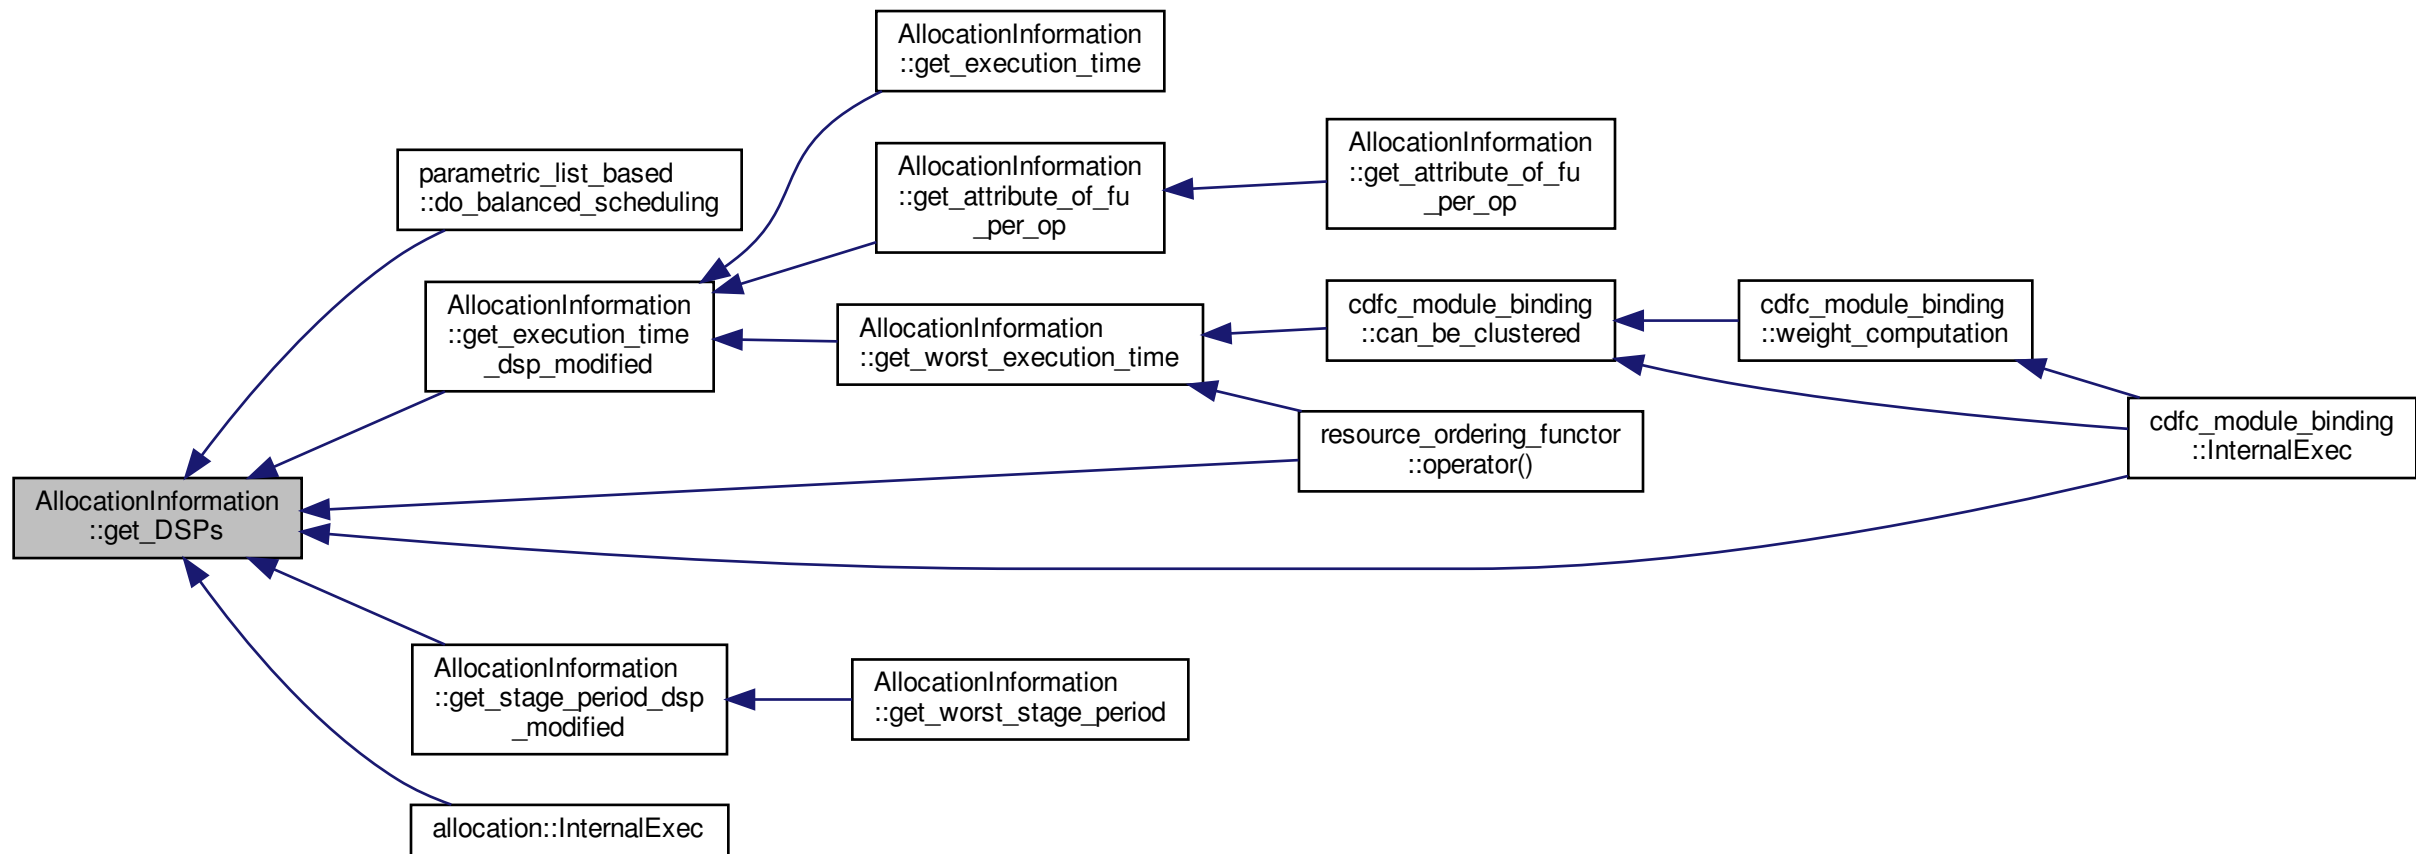 AllocationInformation
::get_execution_time
AllocationInformation
::get_attribute_of_fu
_per_op
AllocationInformation
::get_attribute_of_fu
_per_op
parametric_list_based
::do_balanced_scheduling
AllocationInformation
::get_execution_time
_dsp_modified
AllocationInformation
::get_worst_execution_time
cdfc_module_binding
::can_be_clustered
cdfc_module_binding
::weight_computation
resource_ordering_functor
::operator()
cdfc_module_binding
::InternalExec
AllocationInformation
::get_DSPs
AllocationInformation
::get_stage_period_dsp
_modified
AllocationInformation
::get_worst_stage_period
allocation::InternalExec